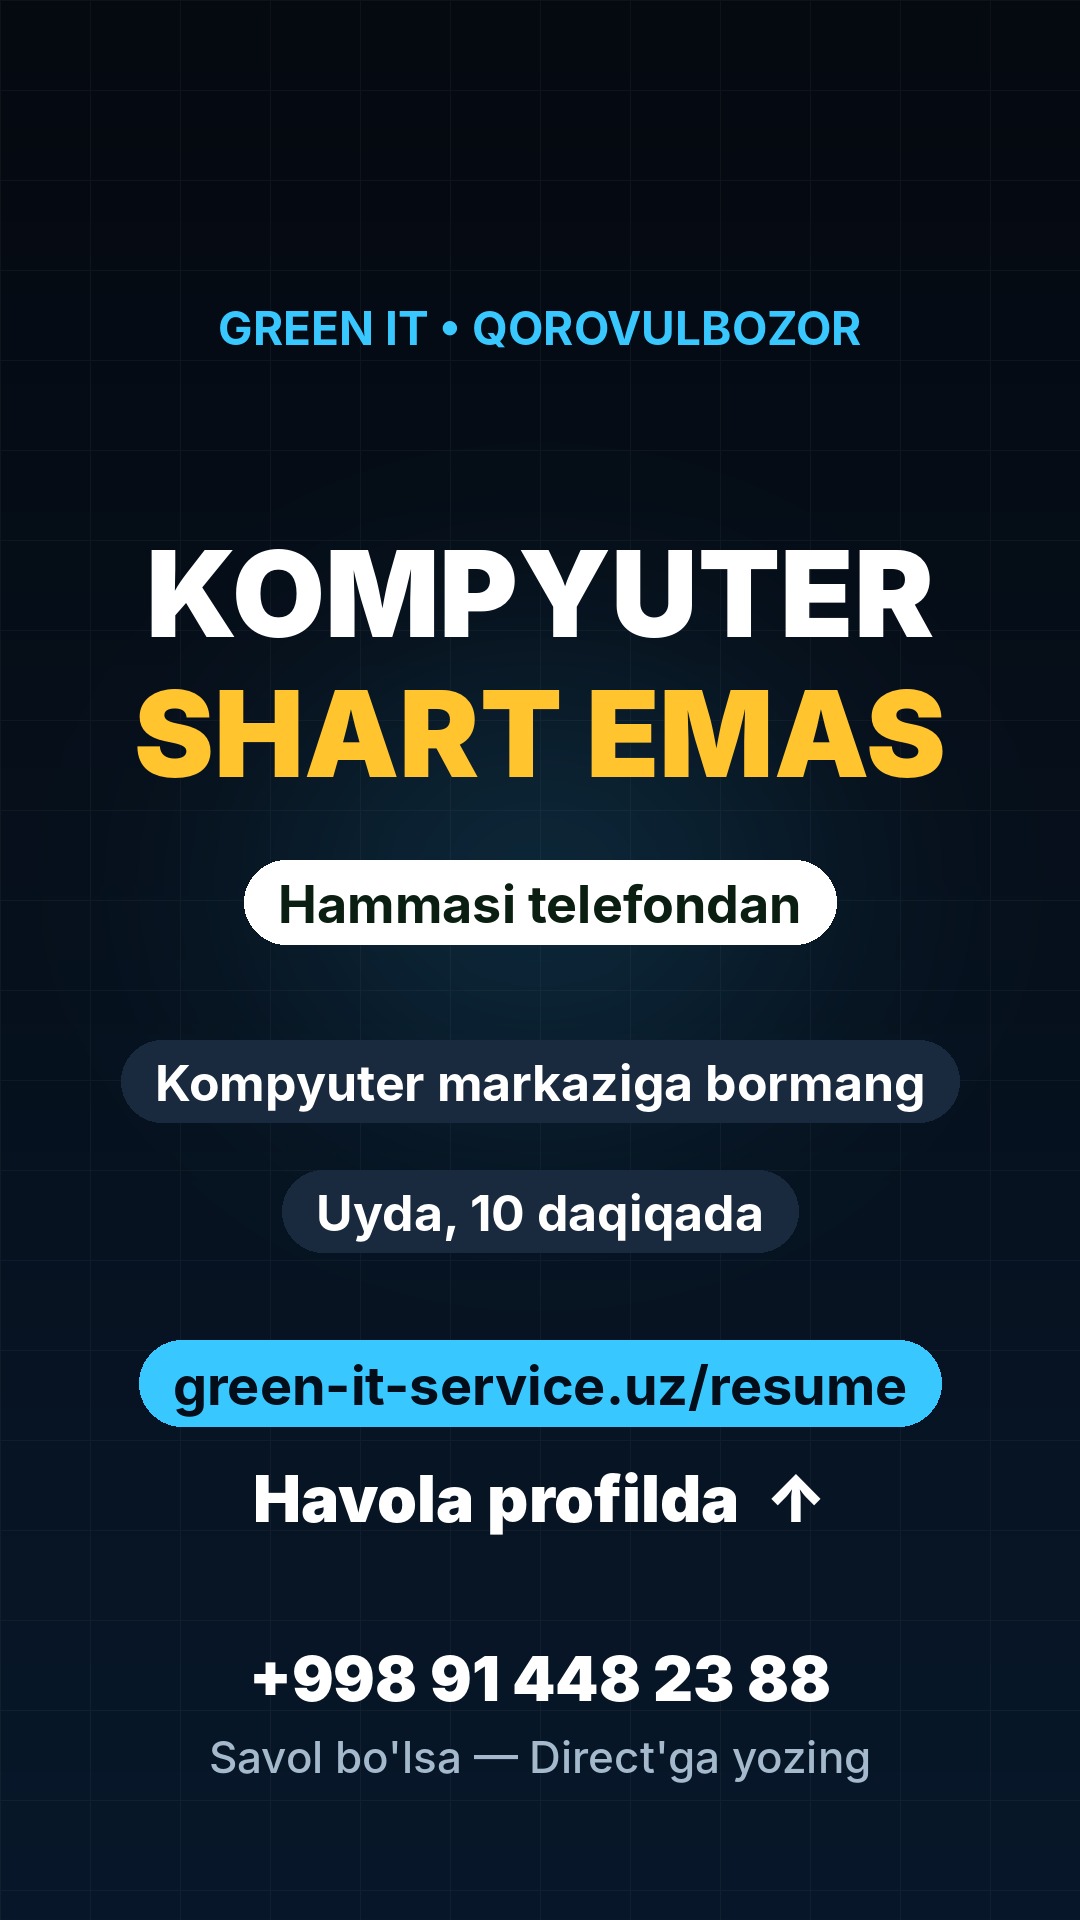 GREEN IT • QOROVULBOZOR
KOMPYUTER
SHART EMAS
Hammasi telefondan
Kompyuter markaziga bormang
Uyda, 10 daqiqada
green-it-service.uz/resume
Havola profilda ↑
+998 91 448 23 88
Savol bo'lsa — Direct'ga yozing